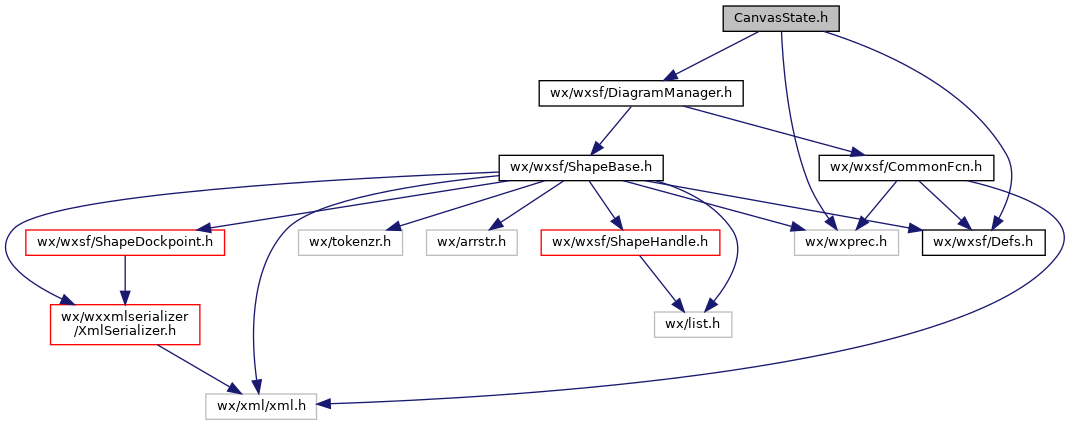 CanvasState.h
wx/wxsf/DiagramManager.h
wx/wxsf/ShapeBase.h
wx/wxsf/CommonFcn.h
wx/wxsf/ShapeDockpoint.h
wx/tokenzr.h
wx/arrstr.h
wx/wxsf/ShapeHandle.h
wx/wxprec.h
wx/wxsf/Defs.h
wx/wxxmlserializer
/XmlSerializer.h
wx/list.h
wx/xml/xml.h